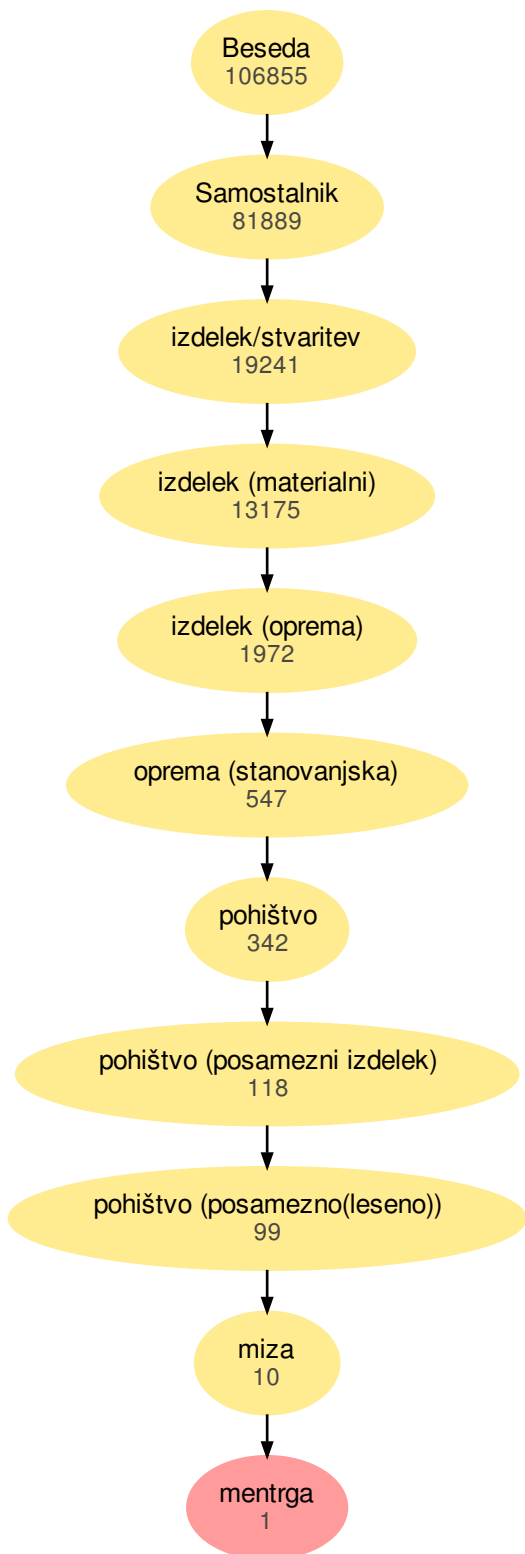 Beseda
106855
Samostalnik
81889
izdelek/stvaritev
19241
izdelek (materialni)
13175
izdelek (oprema)
1972
oprema (stanovanjska)
547
pohištvo
342
pohištvo (posamezni izdelek)
118
pohištvo (posamezno(leseno))
99
miza
10
mentrga
1